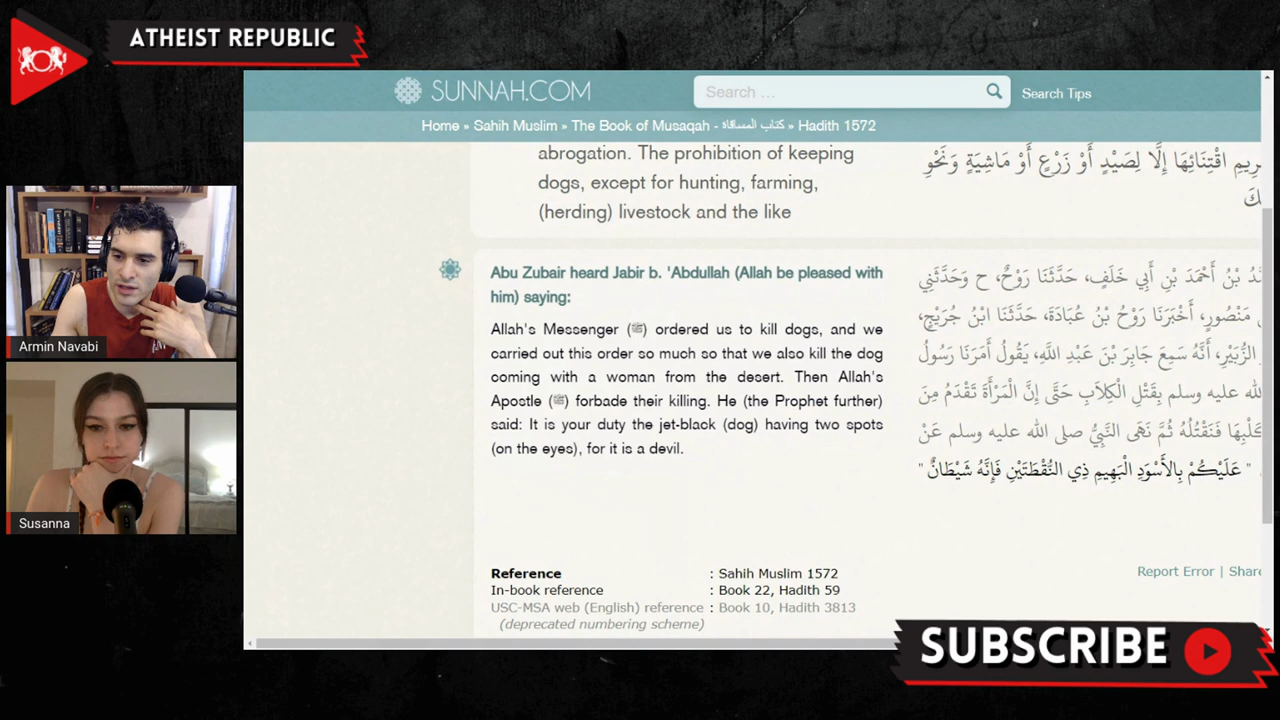 ATHEIST REPUBLIC
SUNNAH.COM
Search ...
Search Tips
Home » Sahih Muslim » The Book of Musaqah - كتاب المساقاة » Hadith 1572
abrogation. The prohibition of keeping
dogs, except for hunting, farming,
(herding) livestock and the like
اقْتِنَائِهَا إِلَّا لِصَيْدٍ أَوْ زَرْعٍ أَوْ مَاشِيَةٍ وَنَحْوِ
Abu Zubair heard Jabir b. 'Abdullah (Allah be pleased with
him) saying:
Allah's Messenger (ﷺ) ordered us to kill dogs, and we
carried out this order so much so that we also kill the dog
coming with a woman from the desert. Then Allah's
Apostle (ﷺ) forbade their killing. He (the Prophet further)
said: It is your duty the jet-black (dog) having two spots
(on the eyes), for it is a devil.
بْنُ أَحْمَدَ بْنِ أَبِي خَلَفٍ، حَدَّثَنَا رَوْحٌ، ح وَحَدَّثَنِي
مَنْصُورٍ، أَخْبَرَنَا رَوْحُ بْنُ عُبَادَةَ، حَدَّثَنَا ابْنُ جُرَيْجٍ،
الزُّبَيْرِ، أَنَّهُ سَمِعَ جَابِرَ بْنَ عَبْدِ اللَّهِ، يَقُولُ أَمَرَنَا رَسُولُ
عليه وسلم بِقَتْلِ الْكِلاَبِ حَتَّى إِنَّ الْمَرْأَةَ تَقْدَمُ مِنَ
فَنَقْتُلُهُ ثُمَّ نَهَى النَّبِيُّ صلى الله عليه وسلم عَنْ
" عَلَيْكُمْ بِالأَسْوَدِ الْبَهِيمِ ذِي النُّقْطَتَيْنِ فَإِنَّهُ شَيْطَانٌ "
Reference : Sahih Muslim 1572
In-book reference : Book 22, Hadith 59
USC-MSA web (English) reference : Book 10, Hadith 3813
(deprecated numbering scheme)
Report Error | Share
Armin Navabi
Susanna
SUBSCRIBE